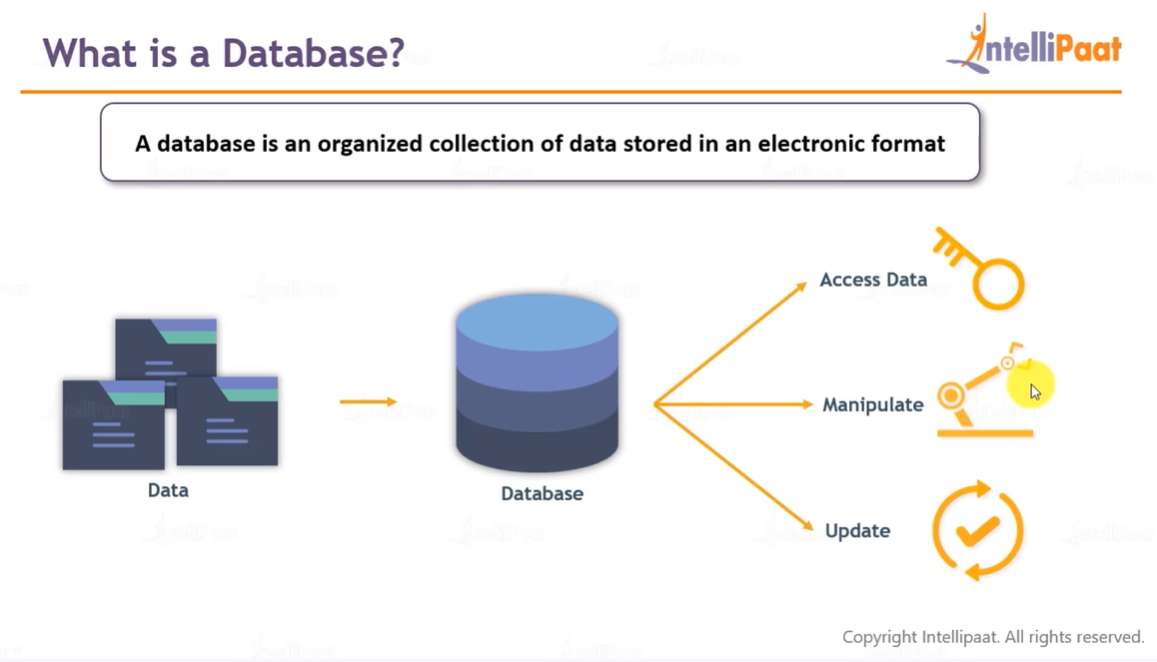 What is a Database?
IntelliPaat
A database is an organized collection of data stored in an electronic format
Access Data
Manipulate
Data
Database
Update
Copyright Intellipaat. All rights reserved.